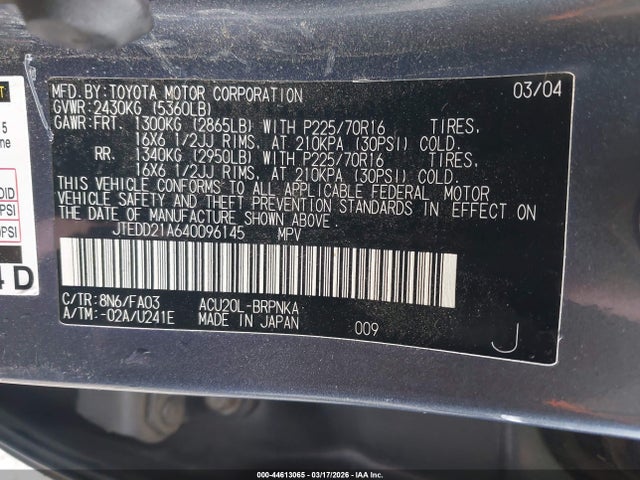 MFD. BY: TOYOTA MOTOR CORPORATION 03/04
GVWR: 2430KG (5360LB)
GAWR: FRT. 1300KG (2865LB) WITH P225/70R16 TIRES,
16X6 1/2JJ RIMS, AT 210KPA (30PSI) COLD.
RR. 1340KG (2950LB) WITH P225/70R16 TIRES,
16X6 1/2JJ RIMS, AT 210KPA (30PSI) COLD.
THIS VEHICLE CONFORMS TO ALL APPLICABLE FEDERAL MOTOR
VEHICLE SAFETY AND THEFT PREVENTION STANDARDS IN EFFECT ON
THE DATE OF MANUFACTURE SHOWN ABOVE.
JTEDD21A640096145 MPV
C/TR: 8N6/FA03 ACU20L-BRPNKA
A/TM: -02A/U241E MADE IN JAPAN 009 J
4 D
000-44613065 - 03/17/2026 - IAA Inc.